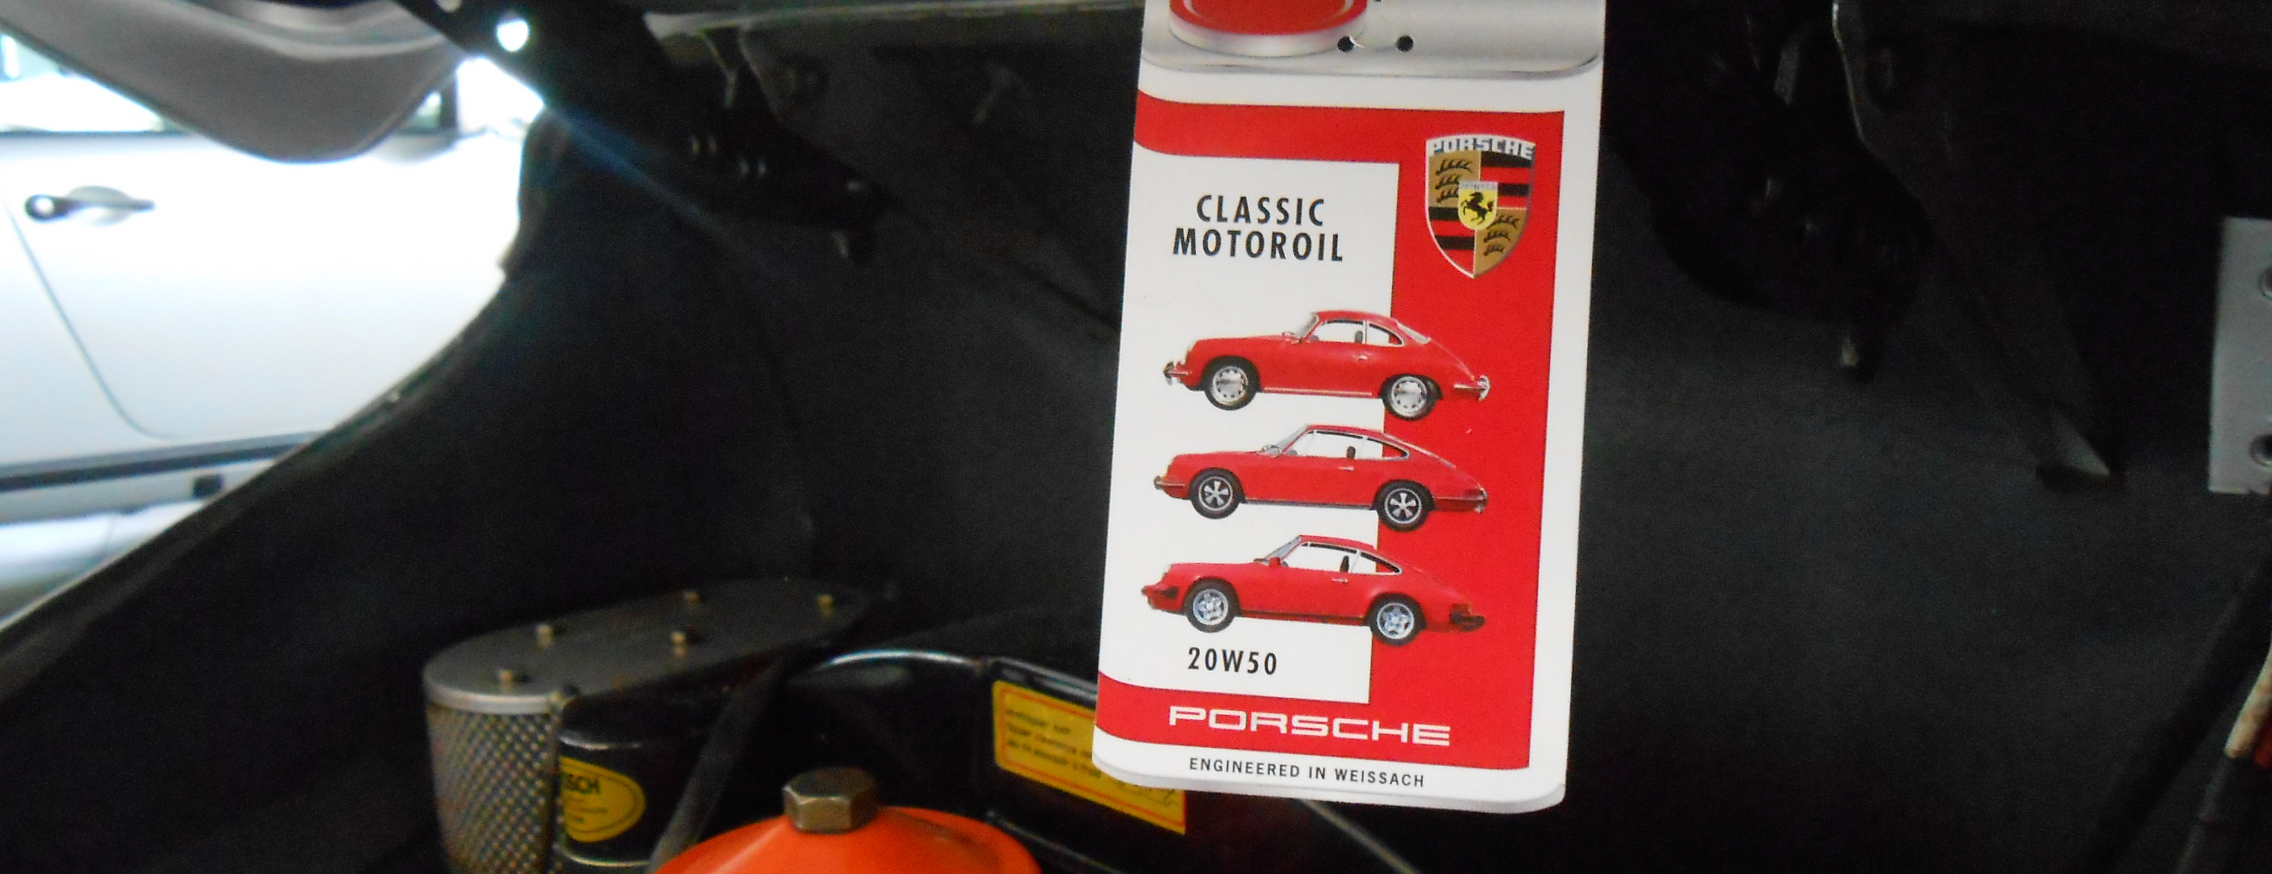 PORSCHE
CLASSIC
MOTOROIL
20W50
PORSCHE
ENGINEERED IN WEISSACH